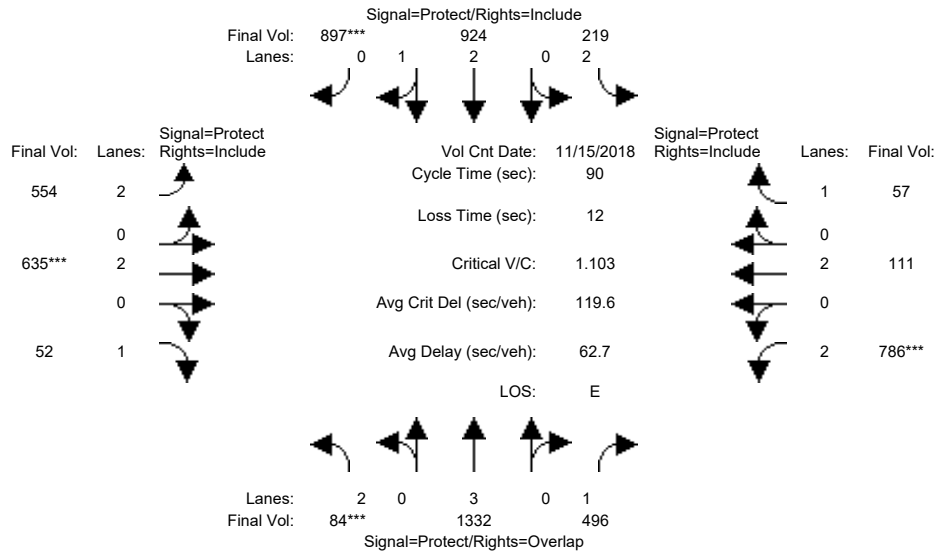 Signal=Protect/Rights=Include
Final Vol: 897*** 924 219
Lanes: 0 1 2 0 2
Signal=Protect
Final Vol: Lanes: Rights=Include
Vol Cnt Date: 11/15/2018
Signal=Protect
Rights=Include Lanes: Final Vol:
Cycle Time (sec): 90
554 2
1 57
Loss Time (sec): 12
0
0
635*** 2
Critical V/C: 1.103
2 111
0
Avg Crit Del (sec/veh): 119.6
0
52 1
Avg Delay (sec/veh): 62.7
2 786***
LOS: E
Lanes: 2 0 3 0 1
Final Vol: 84*** 1332 496
Signal=Protect/Rights=Overlap